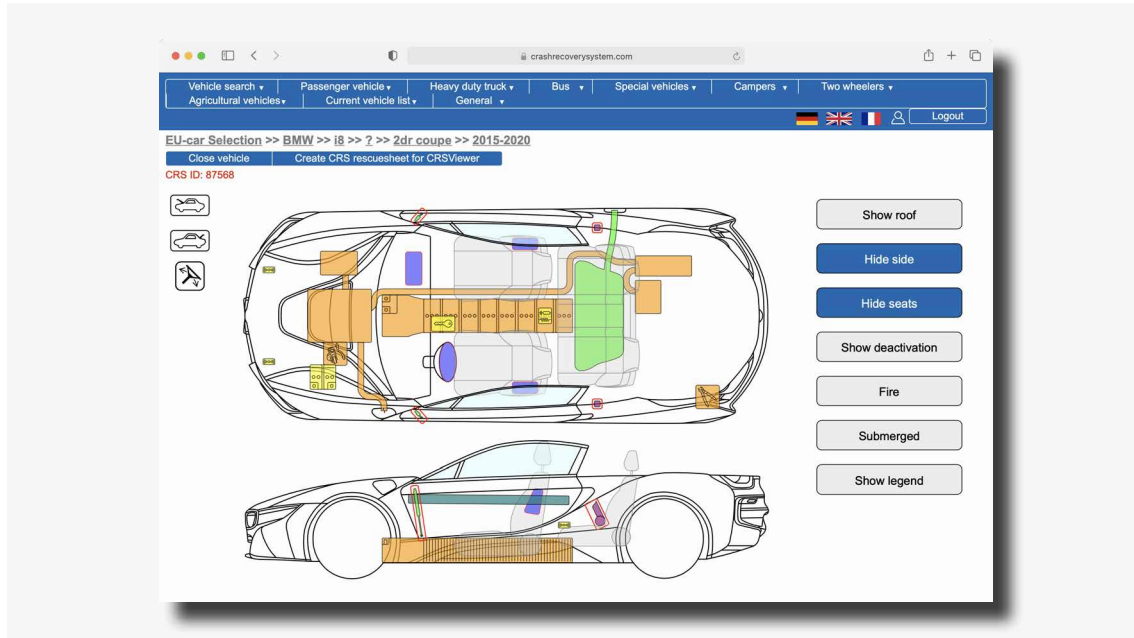 crashrecoverysystem.com
Vehicle search ▾ Passenger vehicle ▾ Heavy duty truck ▾ Bus ▾ Special vehicles ▾ Campers ▾ Two wheelers ▾
Agricultural vehicles ▾ Current vehicle list ▾ General ▾
Logout
EU-car Selection >> BMW >> i8 >> ? >> 2dr coupe >> 2015-2020
Close vehicle Create CRS rescuesheet for CRSViewer
CRS ID: 87568
Show roof
Hide side
Hide seats
Show deactivation
Fire
Submerged
Show legend